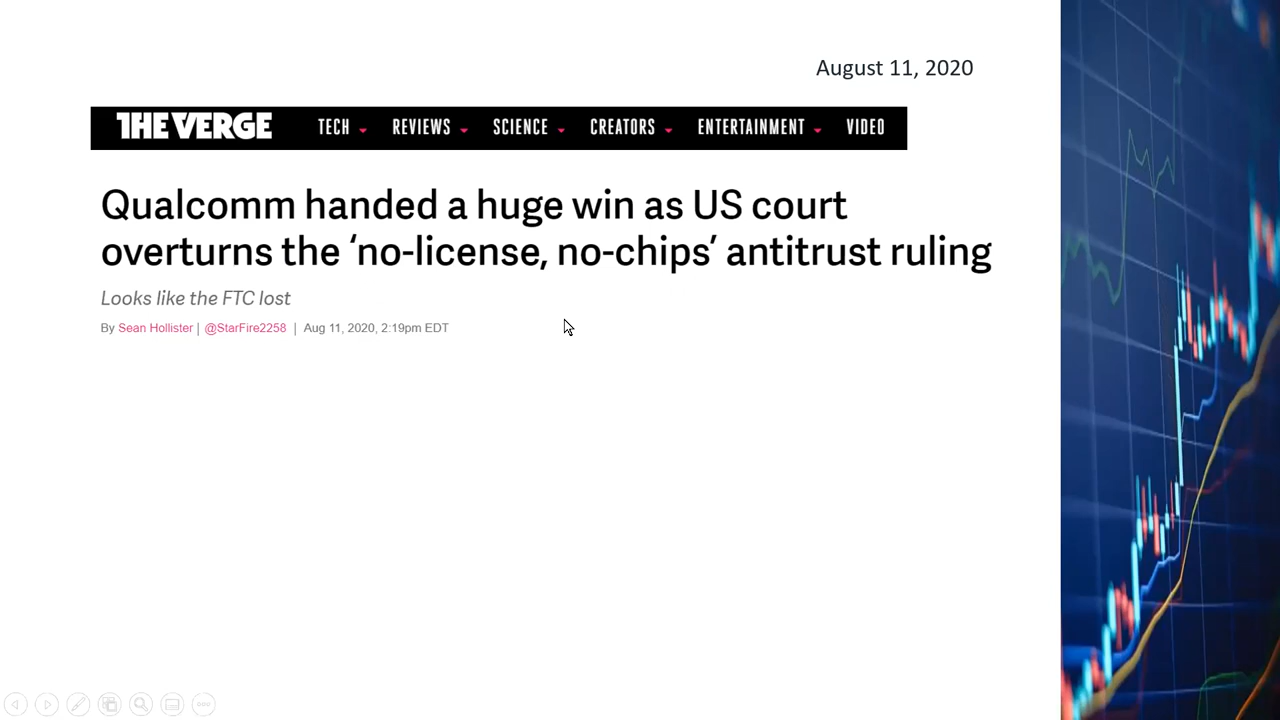 August 11, 2020
THE VERGE TECH REVIEWS SCIENCE CREATORS ENTERTAINMENT VIDEO
Qualcomm handed a huge win as US court
overturns the ‘no-license, no-chips’ antitrust ruling
Looks like the FTC lost
By Sean Hollister | @StarFire2258 | Aug 11, 2020, 2:19pm EDT